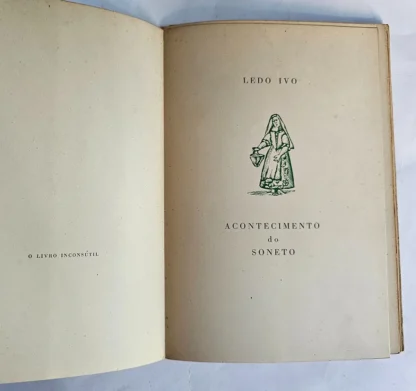 O LIVRO INCONSÚTIL
LEDO IVO
ACONTECIMENTO
do
SONETO